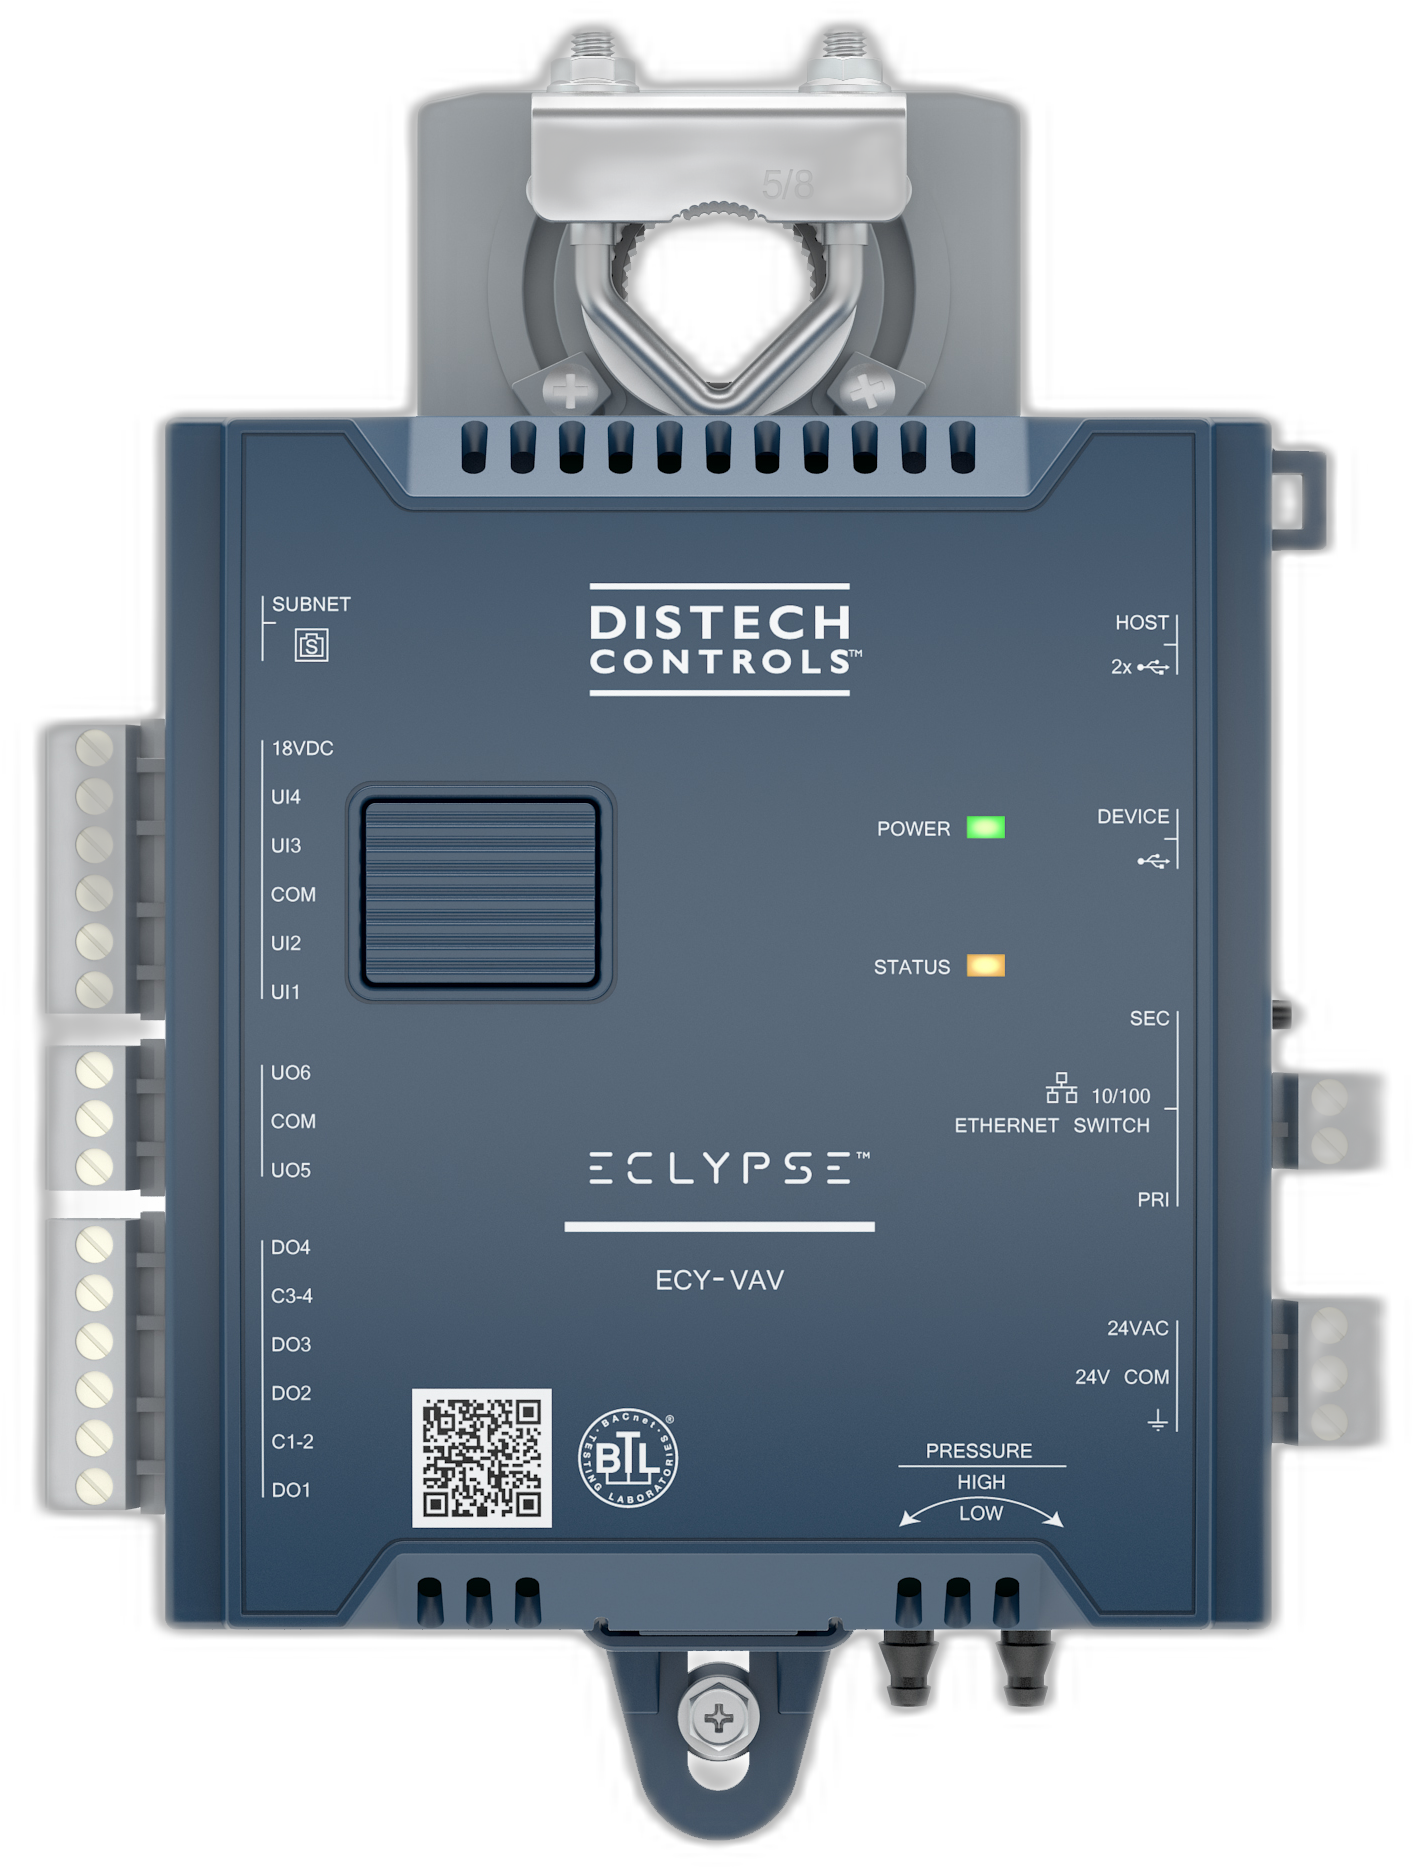 5/8
DISTECH
CONTROLS™
SUBNET
S
18VDC
UI4
UI3
COM
UI2
UI1
UO6
COM
UO5
DO4
C3-4
DO3
DO2
C1-2
DO1
HOST
2x
POWER
DEVICE
STATUS
SEC
10/100
ETHERNET SWITCH
PRI
ECLYPSE™
ECY-VAV
24VAC
24V COM
PRESSURE
HIGH
LOW
·BACnet·®
BTL
TESTING LABORATORIES